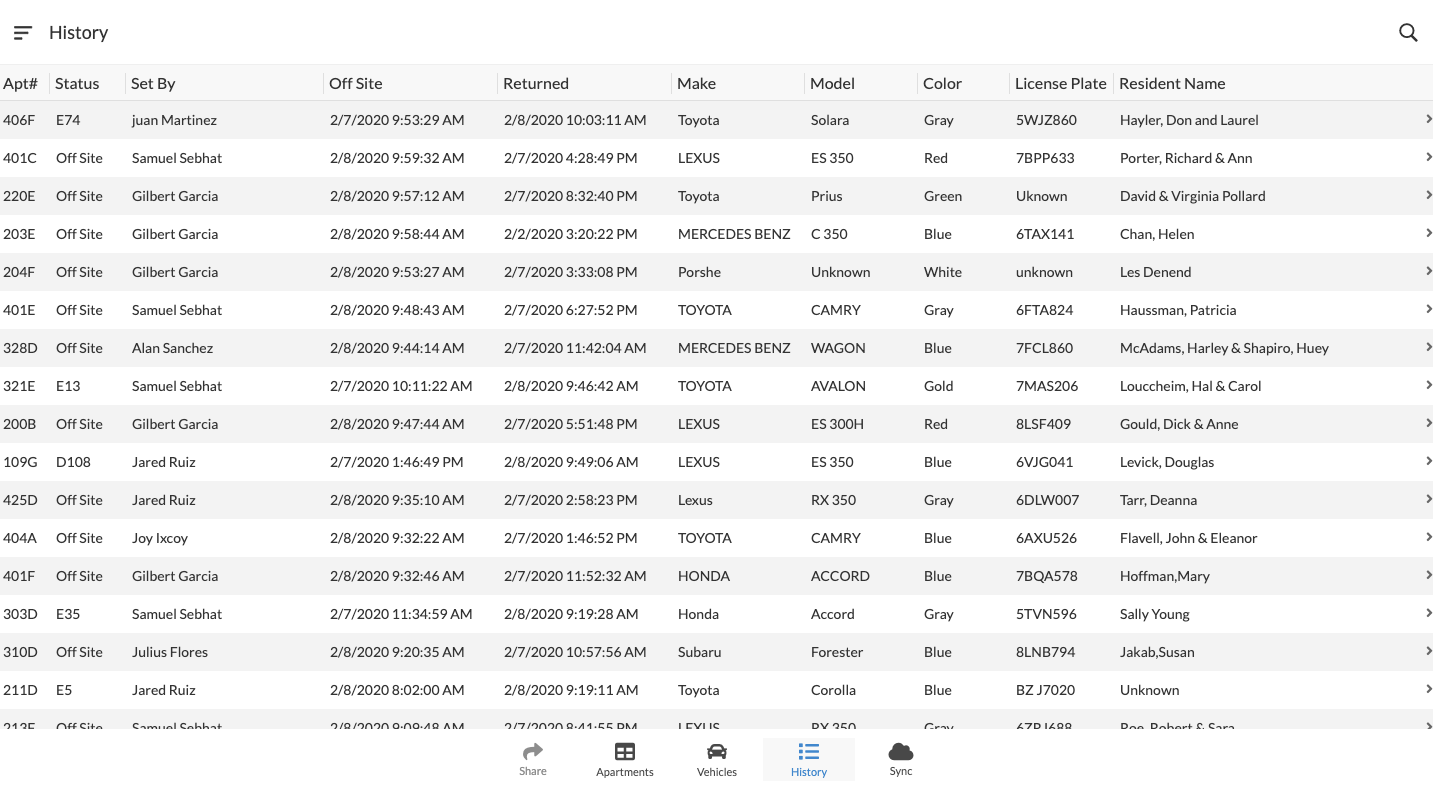 History
Apt# Status Set By Off Site Returned Make Model Color License Plate Resident Name
406F E74 juan Martinez 2/7/2020 9:53:29 AM 2/8/2020 10:03:11 AM Toyota Solara Gray 5WJZ860 Hayler, Don and Laurel
401C Off Site Samuel Sebhat 2/8/2020 9:59:32 AM 2/7/2020 4:28:49 PM LEXUS ES 350 Red 7BPP633 Porter, Richard & Ann
220E Off Site Gilbert Garcia 2/8/2020 9:57:12 AM 2/7/2020 8:32:40 PM Toyota Prius Green Uknown David & Virginia Pollard
203E Off Site Gilbert Garcia 2/8/2020 9:58:44 AM 2/2/2020 3:20:22 PM MERCEDES BENZ C 350 Blue 6TAX141 Chan, Helen
204F Off Site Gilbert Garcia 2/8/2020 9:53:27 AM 2/7/2020 3:33:08 PM Porshe Unknown White unknown Les Denend
401E Off Site Samuel Sebhat 2/8/2020 9:48:43 AM 2/7/2020 6:27:52 PM TOYOTA CAMRY Gray 6FTA824 Haussman, Patricia
328D Off Site Alan Sanchez 2/8/2020 9:44:14 AM 2/7/2020 11:42:04 AM MERCEDES BENZ WAGON Blue 7FCL860 McAdams, Harley & Shapiro, Huey
321E E13 Samuel Sebhat 2/7/2020 10:11:22 AM 2/8/2020 9:46:42 AM TOYOTA AVALON Gold 7MAS206 Louccheim, Hal & Carol
200B Off Site Gilbert Garcia 2/8/2020 9:47:44 AM 2/7/2020 5:51:48 PM LEXUS ES 300H Red 8LSF409 Gould, Dick & Anne
109G D108 Jared Ruiz 2/7/2020 1:46:49 PM 2/8/2020 9:49:06 AM LEXUS ES 350 Blue 6VJG041 Levick, Douglas
425D Off Site Jared Ruiz 2/8/2020 9:35:10 AM 2/7/2020 2:58:23 PM Lexus RX 350 Gray 6DLW007 Tarr, Deanna
404A Off Site Joy Ixcoy 2/8/2020 9:32:22 AM 2/7/2020 1:46:52 PM TOYOTA CAMRY Blue 6AXU526 Flavell, John & Eleanor
401F Off Site Gilbert Garcia 2/8/2020 9:32:46 AM 2/7/2020 11:52:32 AM HONDA ACCORD Blue 7BQA578 Hoffman,Mary
303D E35 Samuel Sebhat 2/7/2020 11:34:59 AM 2/8/2020 9:19:28 AM Honda Accord Gray 5TVN596 Sally Young
310D Off Site Julius Flores 2/8/2020 9:20:35 AM 2/7/2020 10:57:56 AM Subaru Forester Blue 8LNB794 Jakab,Susan
211D E5 Jared Ruiz 2/8/2020 8:02:00 AM 2/8/2020 9:19:11 AM Toyota Corolla Blue BZ J7020 Unknown
Off Site Samuel Sebhat 2/8/2020 9:09:48 AM 2/7/2020 8:41:55 PM LEXUS RX 350 Gray
Share Apartments Vehicles History Sync